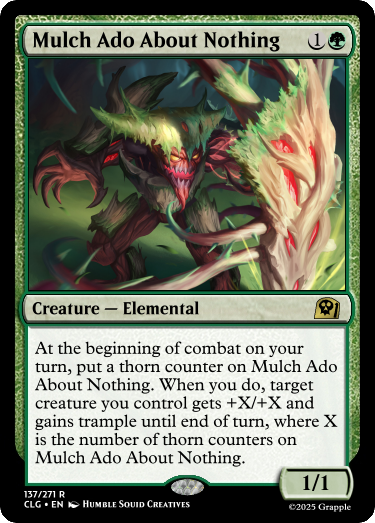 Mulch Ado About Nothing 1
Creature — Elemental
At the beginning of combat on your
turn, put a thorn counter on Mulch Ado
About Nothing. When you do, target
creature you control gets +X/+X and
gains trample until end of turn, where X
is the number of thorn counters on
Mulch Ado About Nothing.
1/1
137/271 R
CLG • EN Humble Squid Creatives
©2025 Grapple